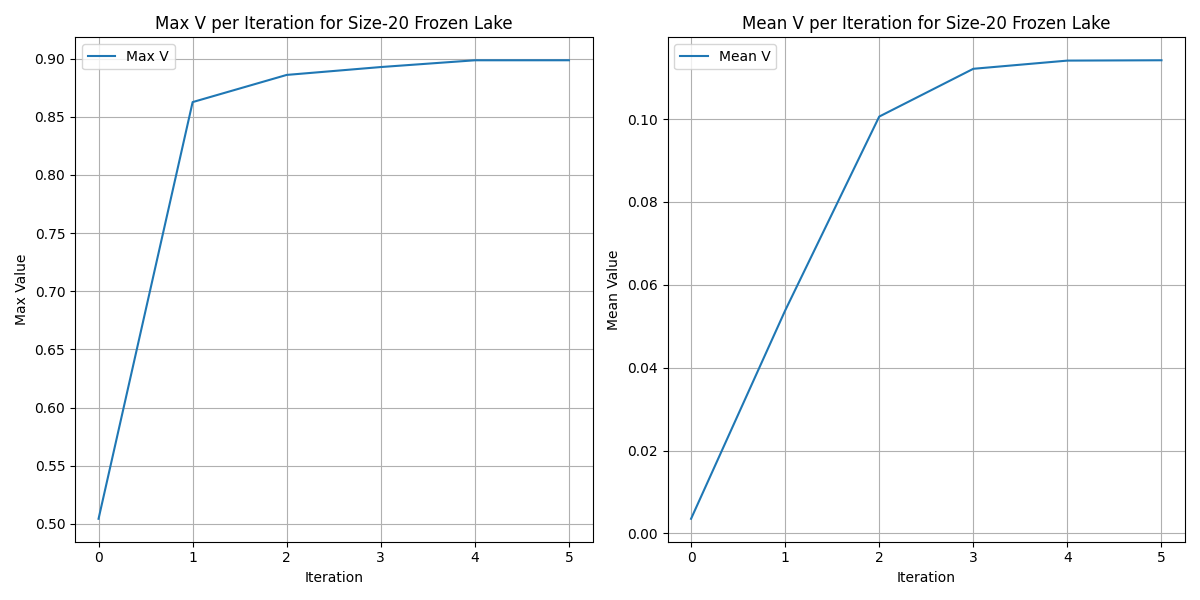 Max V per Iteration for Size-20 Frozen Lake
Max V
0.90
0.85
0.80
0.75
0.70
0.65
0.60
0.55
0.50
Max Value
0 1 2 3 4 5
Iteration
Mean V per Iteration for Size-20 Frozen Lake
Mean V
0.10
0.08
0.06
0.04
0.02
0.00
Mean Value
0 1 2 3 4 5
Iteration